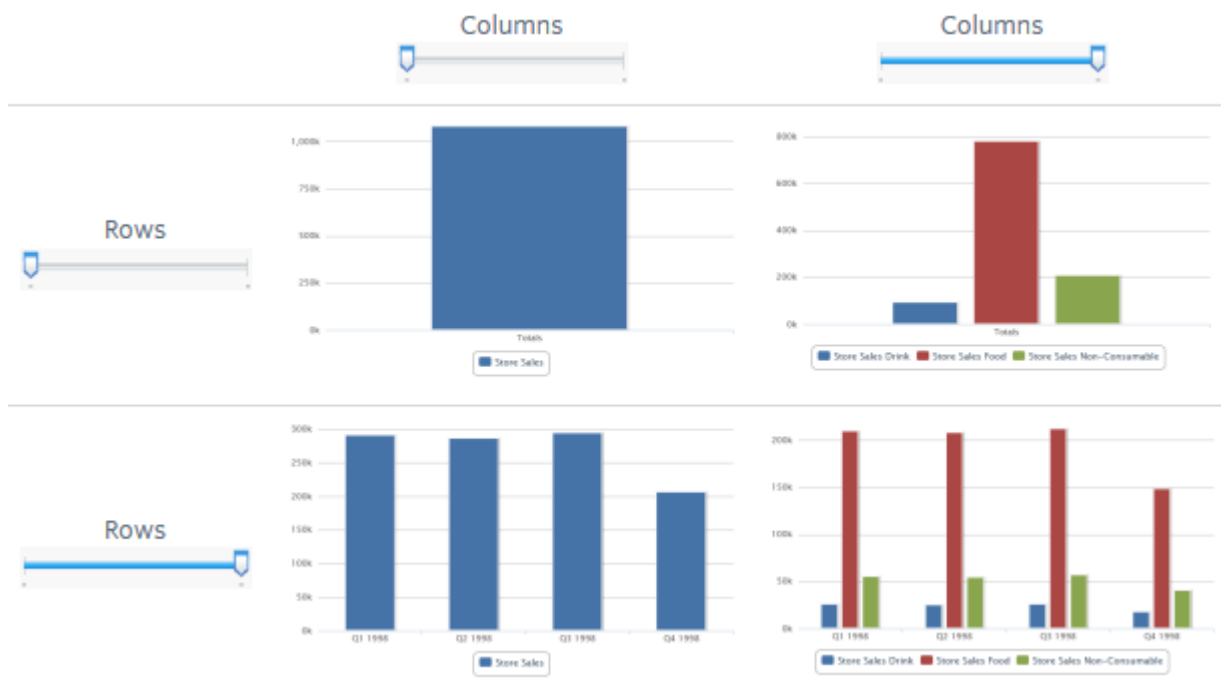 Columns
Columns
Rows
1,000k
750k
500k
250k
0k
Totals
Store Sales
800k
600k
400k
200k
0k
Totals
Store Sales Drink Store Sales Food Store Sales Non-Consumable
Rows
300k
250k
200k
150k
100k
50k
0k
Q1 1998 Q2 1998 Q3 1998 Q4 1998
Store Sales
200k
150k
100k
50k
0k
Q1 1998 Q2 1998 Q3 1998 Q4 1998
Store Sales Drink Store Sales Food Store Sales Non-Consumable